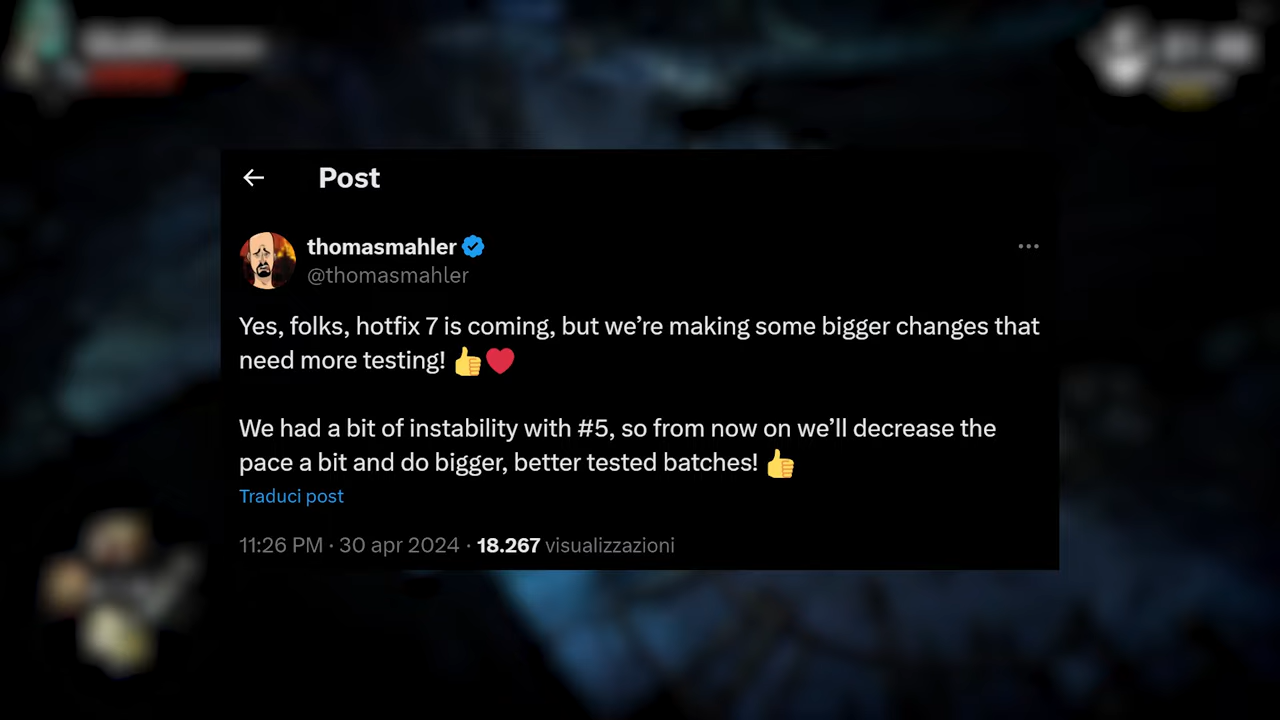 Post
thomasmahler
@thomasmahler
Yes, folks, hotfix 7 is coming, but we’re making some bigger changes that
need more testing! 👍❤️
We had a bit of instability with #5, so from now on we’ll decrease the
pace a bit and do bigger, better tested batches! 👍
Traduci post
11:26 PM · 30 apr 2024 · 18.267 visualizzazioni